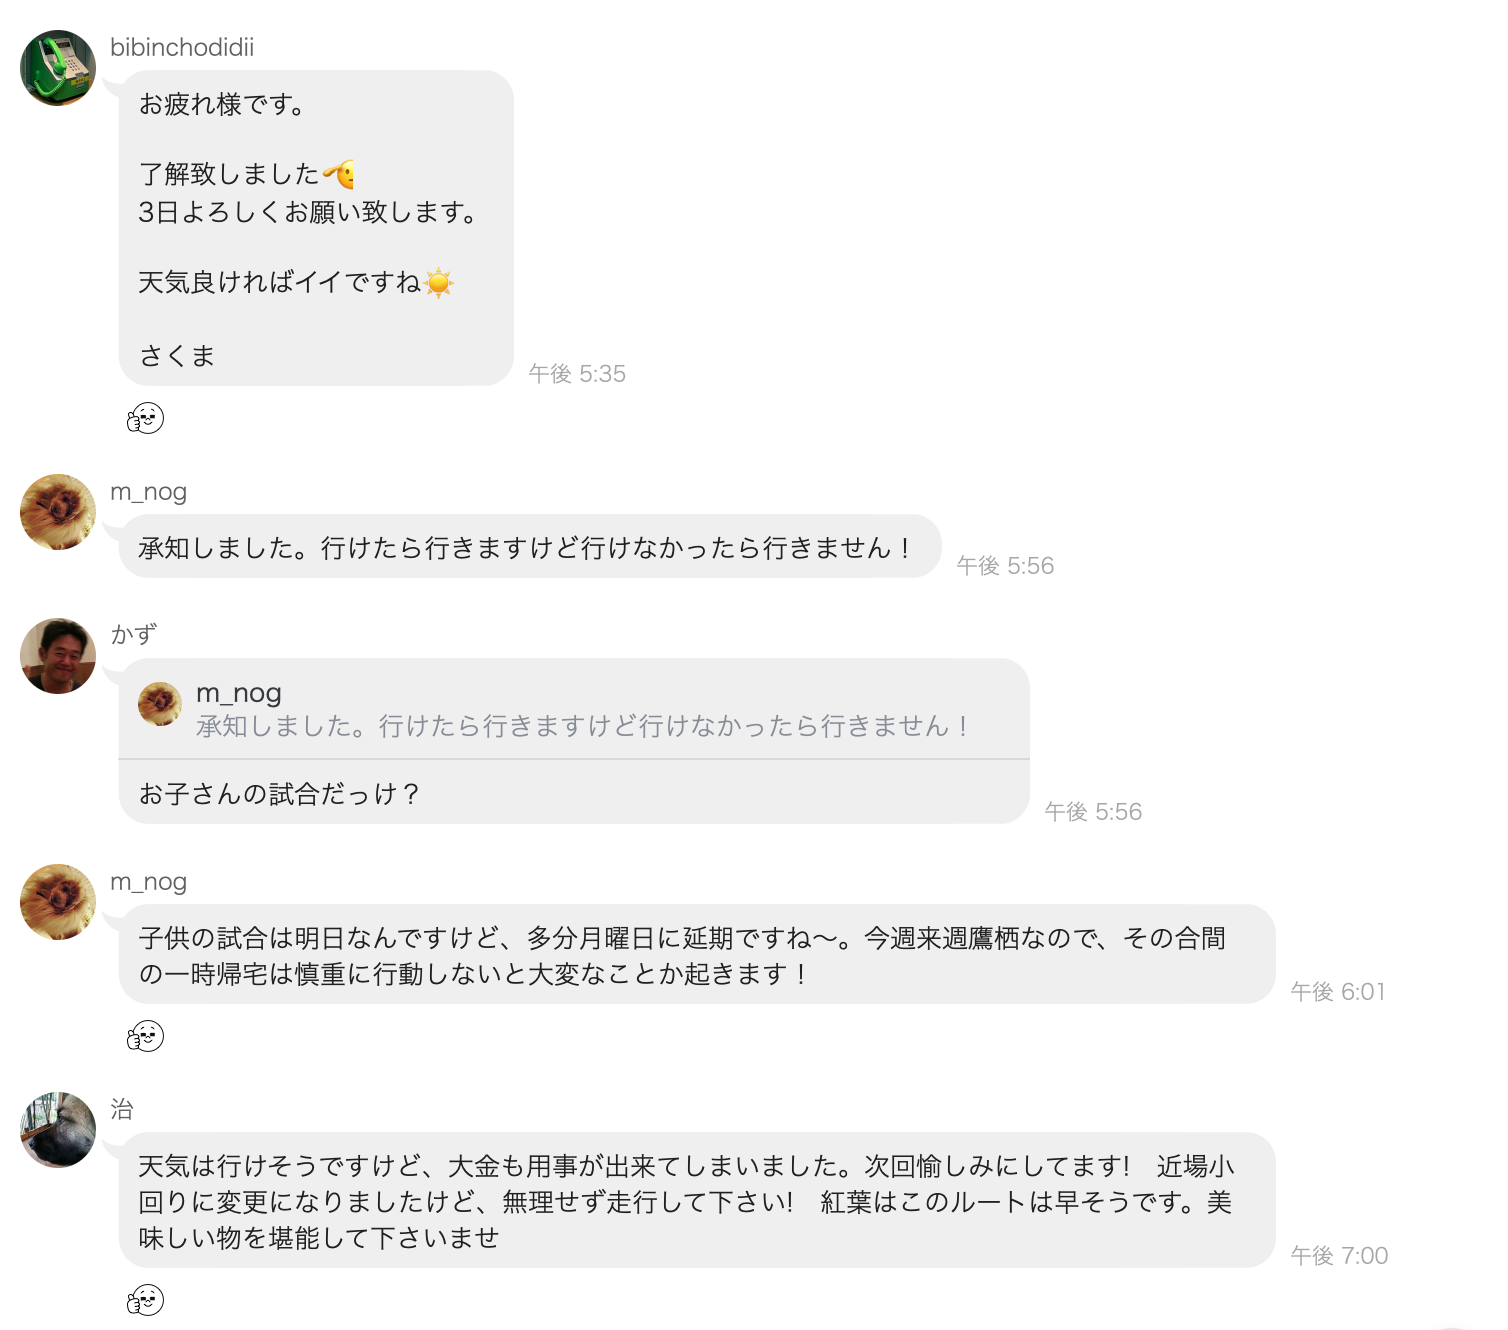 bibinchodidii
お疲れ様です。
了解致しました🫡
3日よろしくお願い致します。
天気良ければイイですね☀️
さくま
午後 5:35
m_nog
承知しました。行けたら行きますけど行けなかったら行きません！
午後 5:56
かず
m_nog
承知しました。行けたら行きますけど行けなかったら行きません！
お子さんの試合だっけ？
午後 5:56
m_nog
子供の試合は明日なんですけど、多分月曜日に延期ですね〜。今週来週鷹栖なので、その合間
の一時帰宅は慎重に行動しないと大変なことか起きます！
午後 6:01
治
天気は行けそうですけど、大金も用事が出来てしまいました。次回愉しみにしてます!　近場小
回りに変更になりましたけど、無理せず走行して下さい!　紅葉はこのルートは早そうです。美
味しい物を堪能して下さいませ
午後 7:00